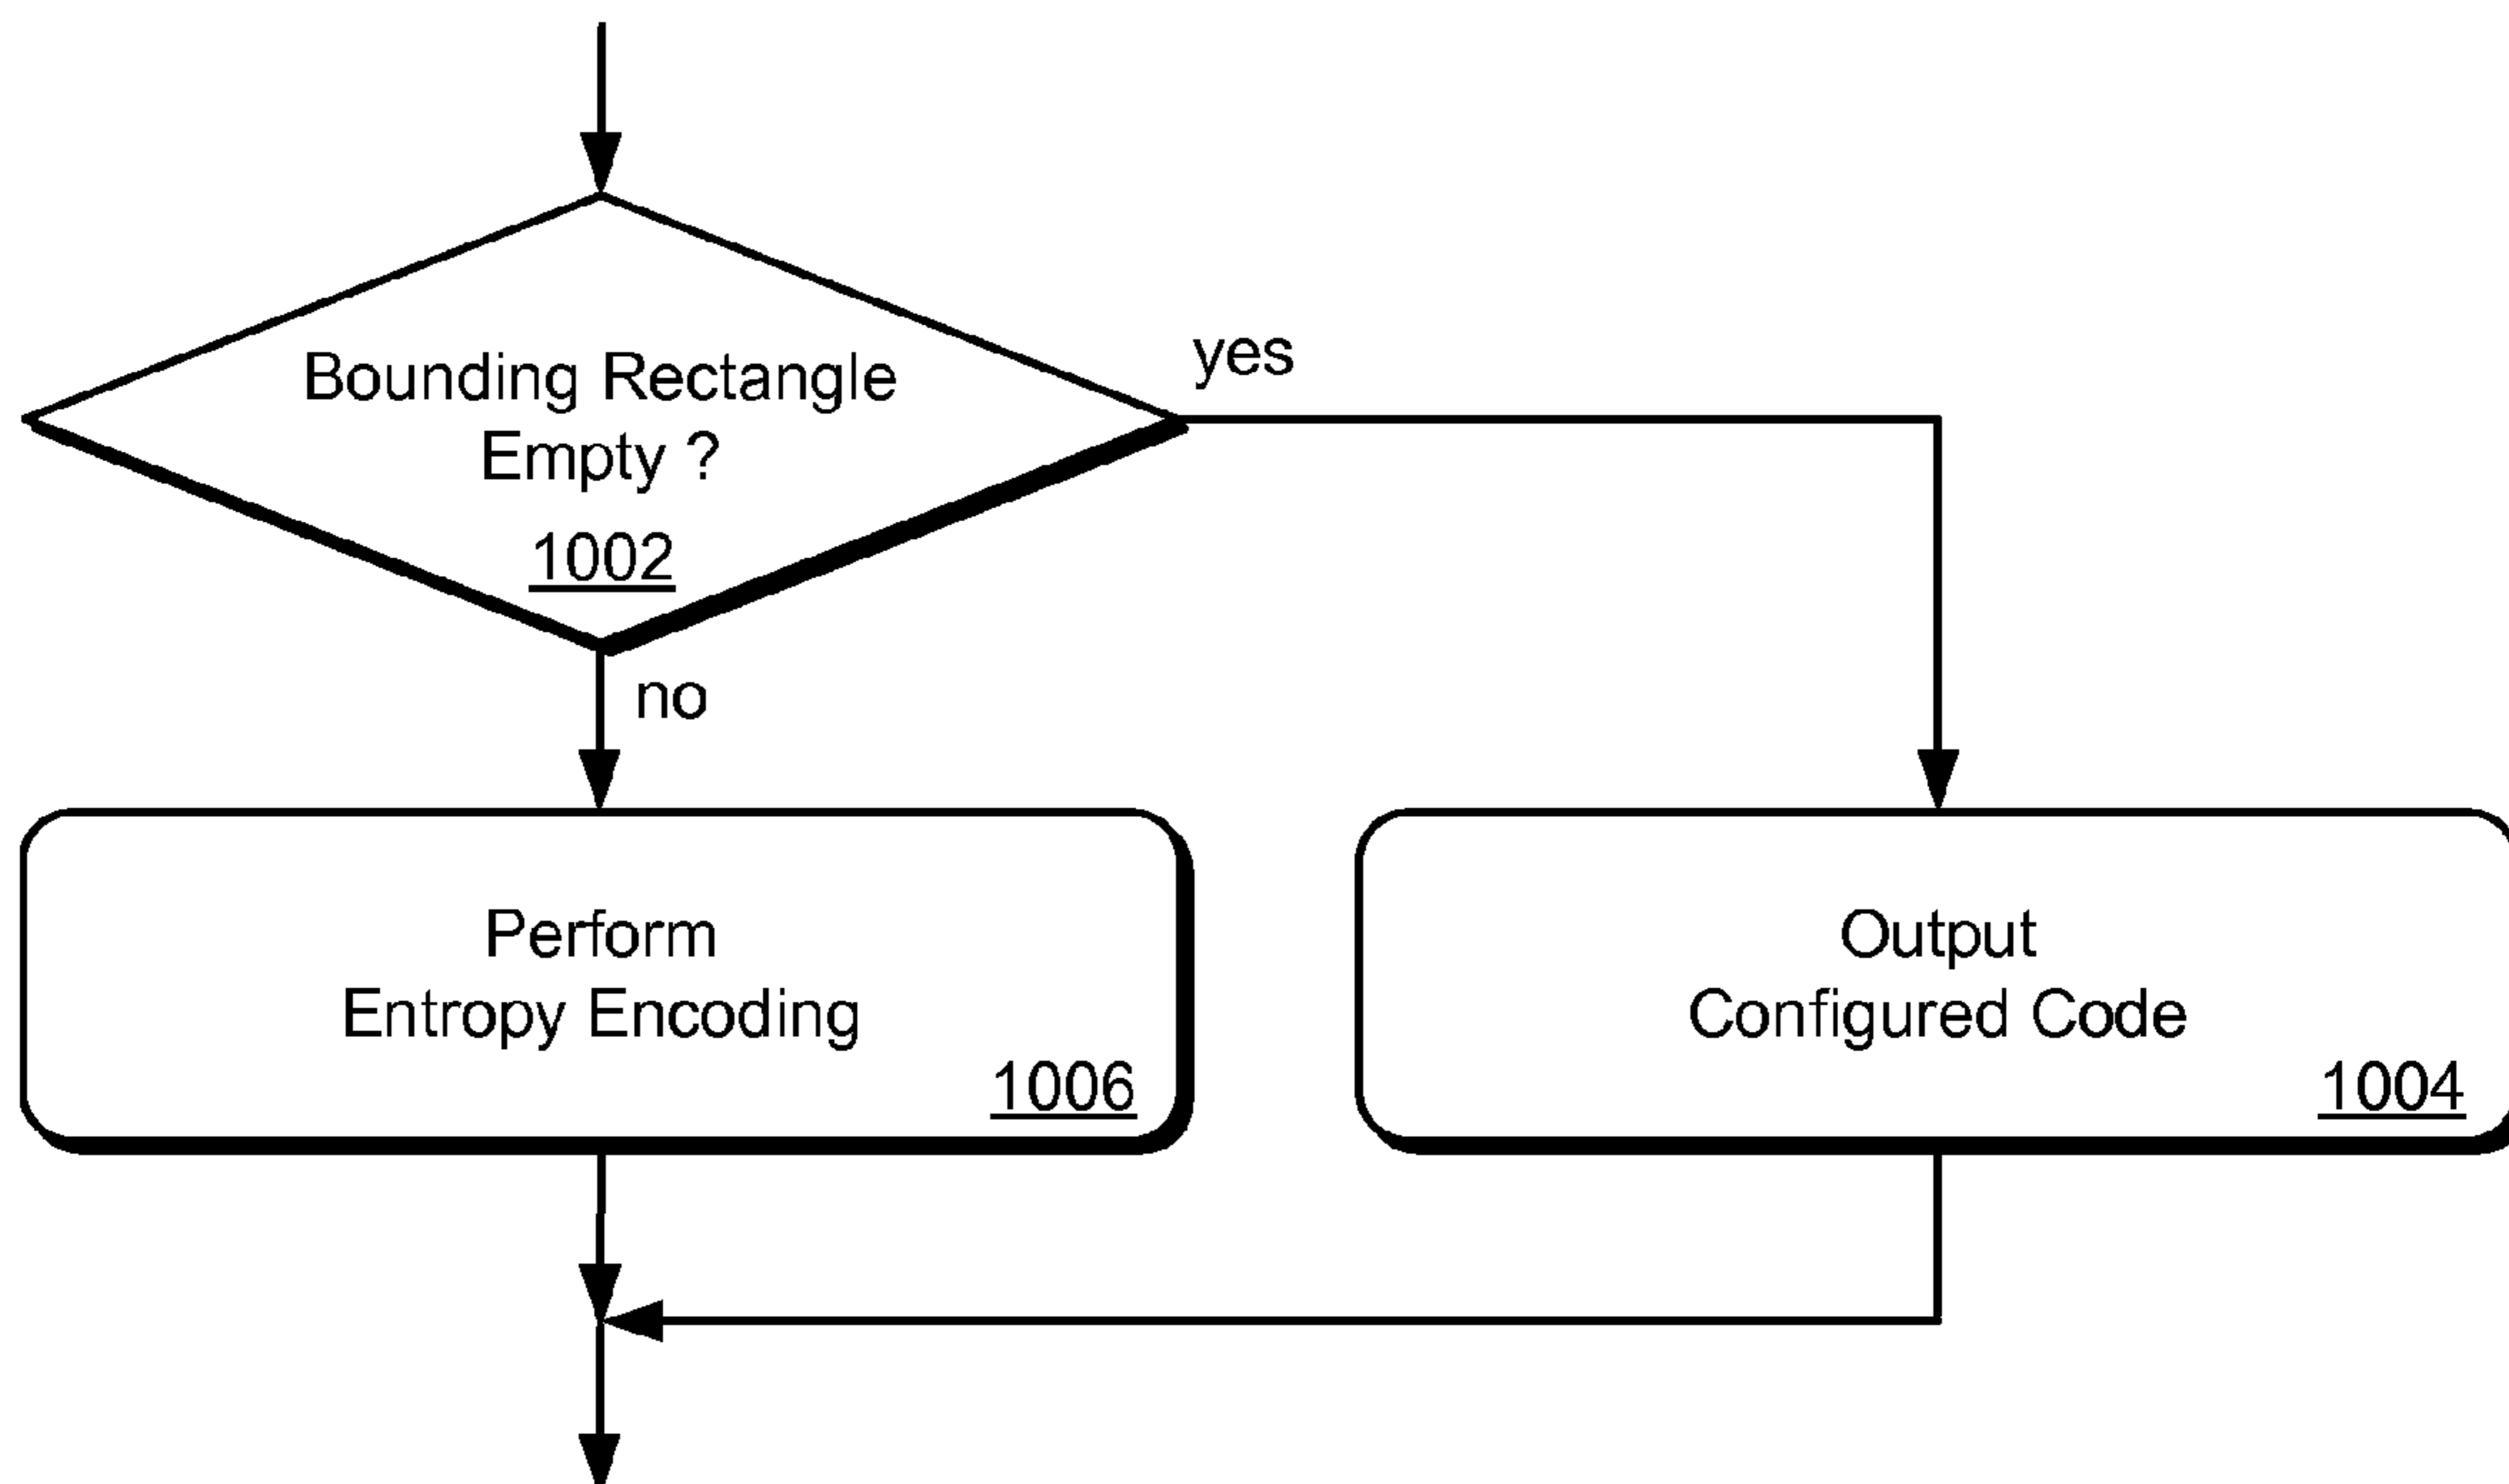 Bounding Rectangle
Empty ?
1002
yes
no
Perform
Entropy Encoding
1006
Output
Configured Code
1004